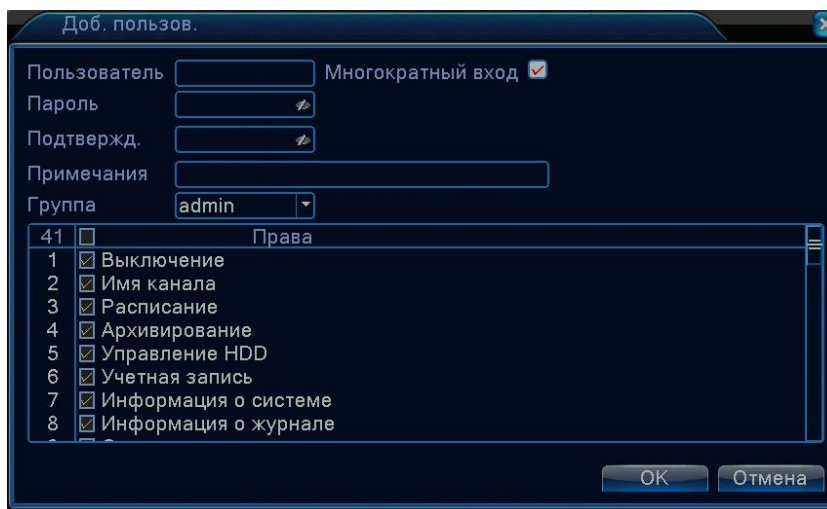 Доб. пользов.
Пользователь Многократный вход
Пароль
Подтвержд.
Примечания
Группа admin
41 Права
1 Выключение
2 Имя канала
3 Расписание
4 Архивирование
5 Управление HDD
6 Учетная запись
7 Информация о системе
8 Информация о журнале
OK Отмена